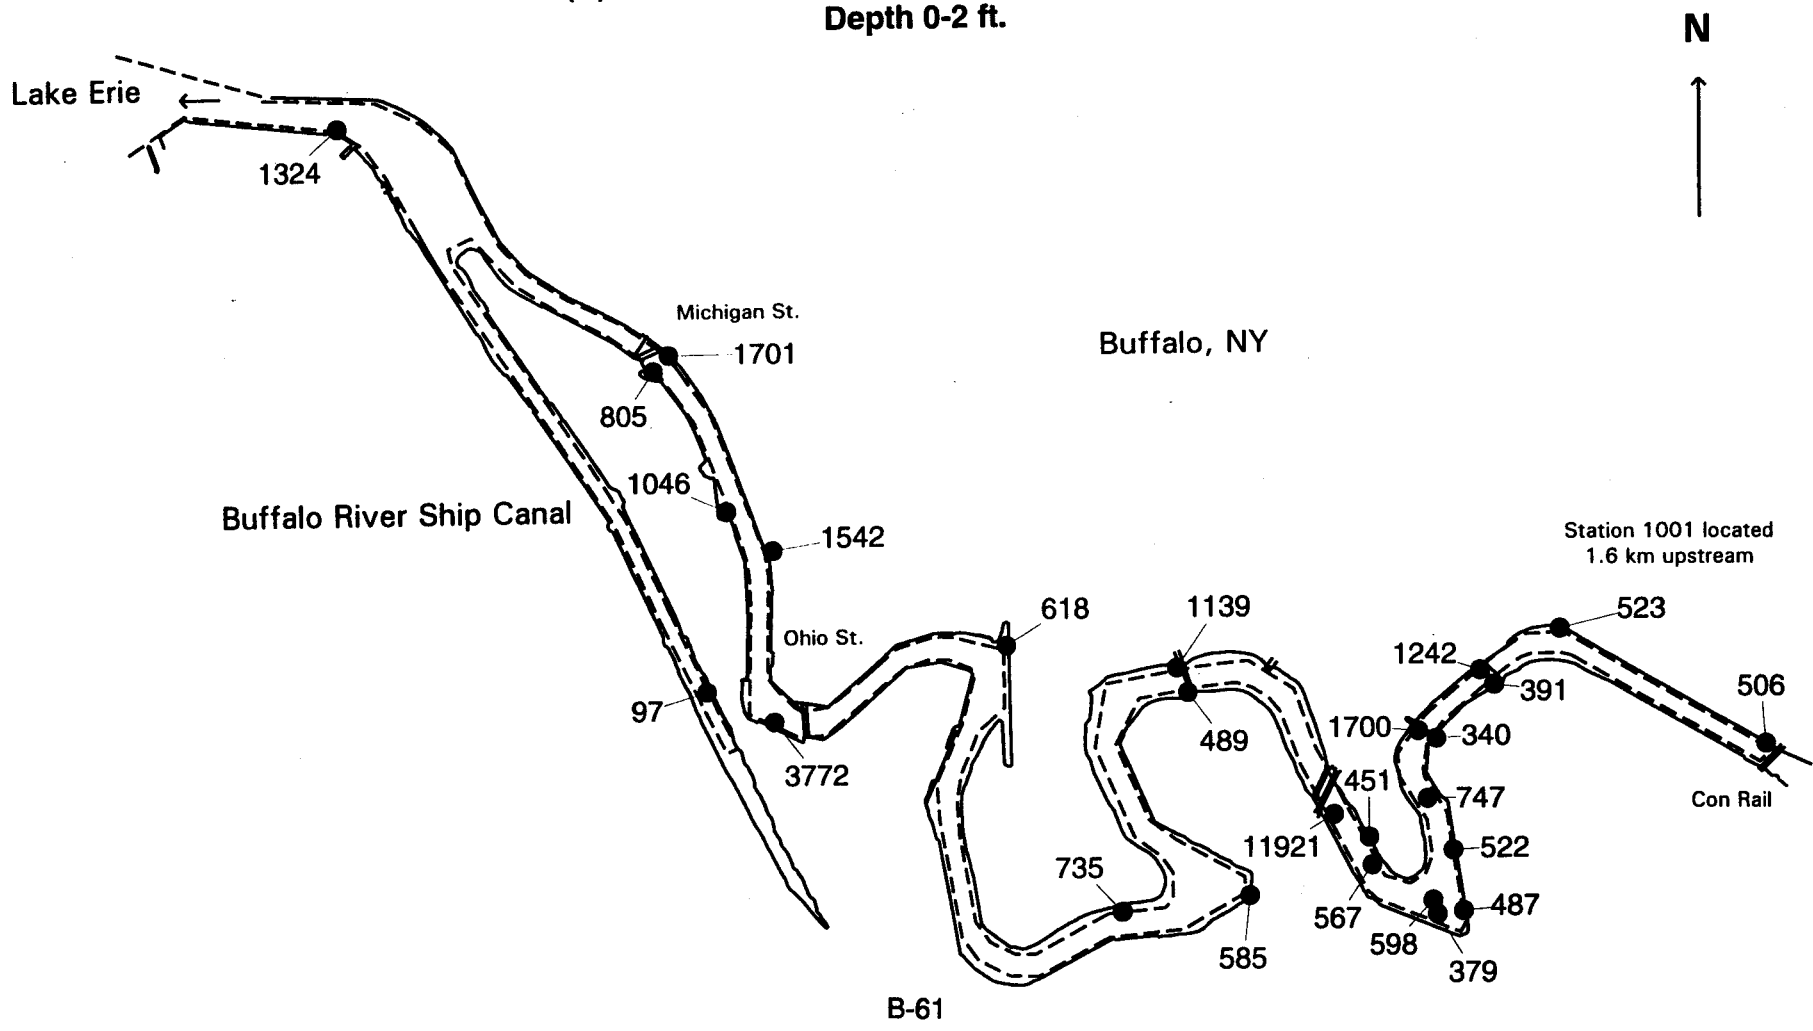 Depth 0-2 ft.
N
Lake Erie
1324
Michigan St.
1701
Buffalo, NY
805
1046
Buffalo River Ship Canal
1542
Station 1001 located
1.6 km upstream
618
1139
523
Ohio St.
1242
391
506
97
489
1700
340
3772
451
747
Con Rail
11921
522
735
567
487
598
585
379
B-61